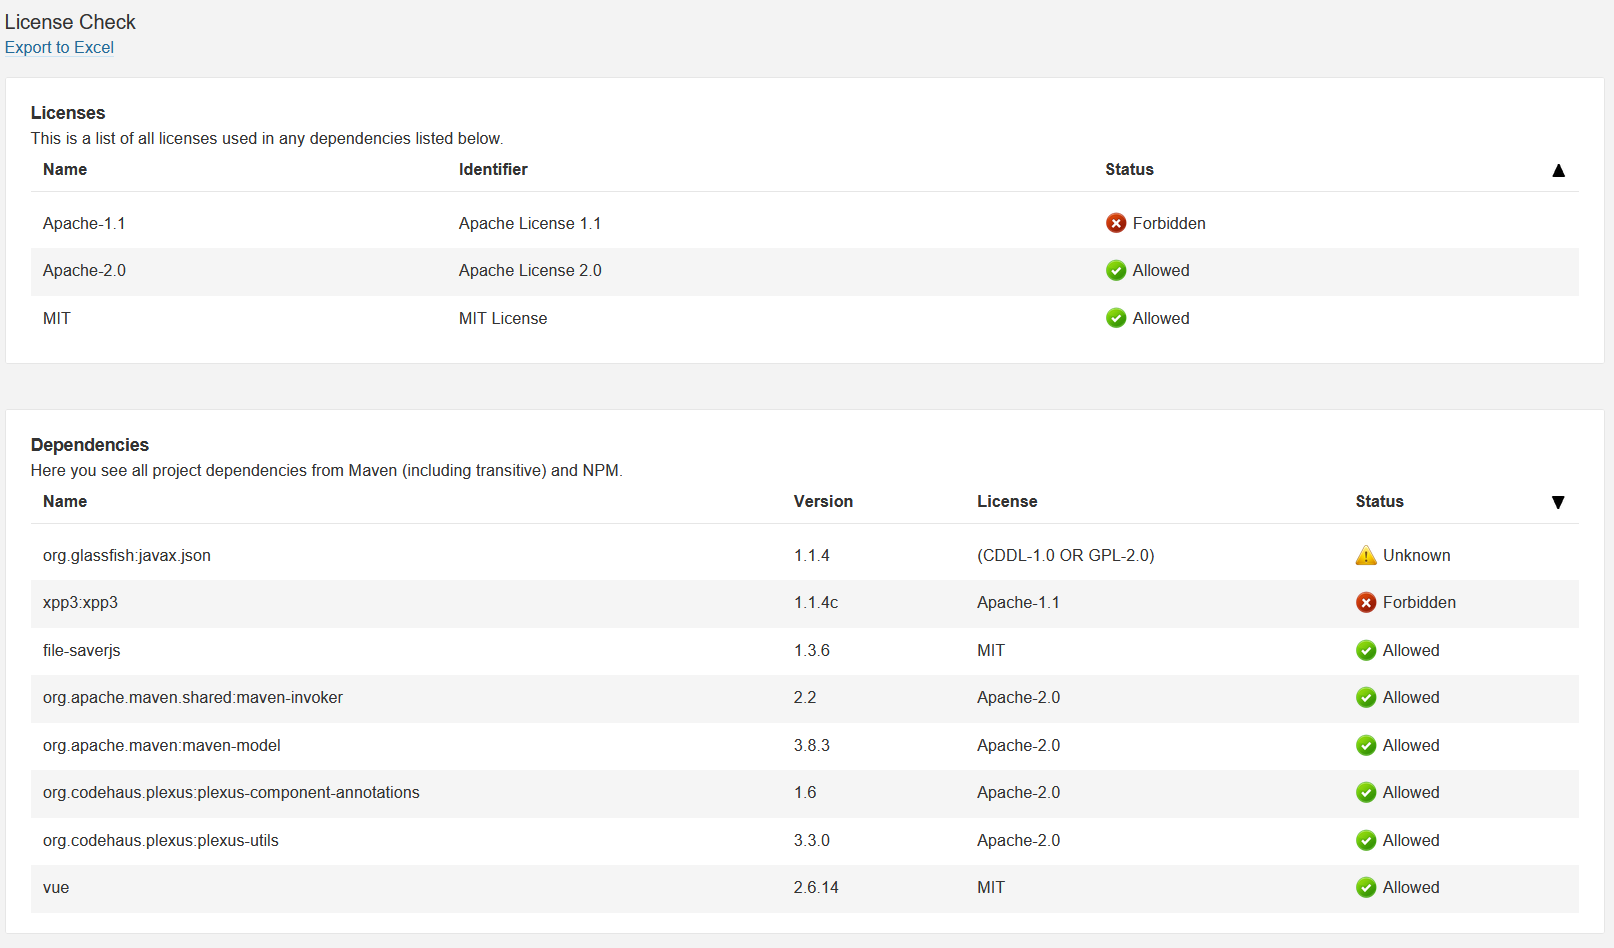 License Check
Export to Excel
Licenses
This is a list of all licenses used in any dependencies listed below.
Name Identifier Status ▲
Apache-1.1 Apache License 1.1 Forbidden
Apache-2.0 Apache License 2.0 Allowed
MIT MIT License Allowed
Dependencies
Here you see all project dependencies from Maven (including transitive) and NPM.
Name Version License Status ▼
org.glassfish:javax.json 1.1.4 (CDDL-1.0 OR GPL-2.0) Unknown
xpp3:xpp3 1.1.4c Apache-1.1 Forbidden
file-saverjs 1.3.6 MIT Allowed
org.apache.maven.shared:maven-invoker 2.2 Apache-2.0 Allowed
org.apache.maven:maven-model 3.8.3 Apache-2.0 Allowed
org.codehaus.plexus:plexus-component-annotations 1.6 Apache-2.0 Allowed
org.codehaus.plexus:plexus-utils 3.3.0 Apache-2.0 Allowed
vue 2.6.14 MIT Allowed